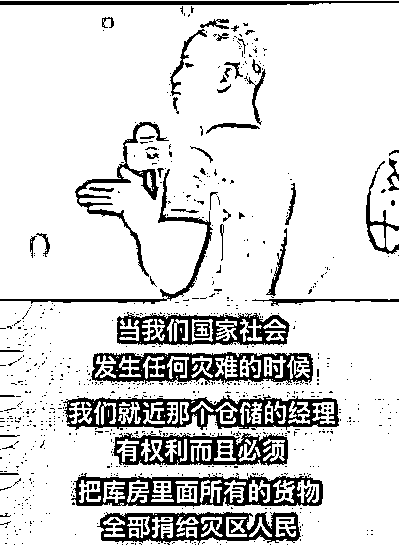 当我们国家社会
发生任何灾难的时候
我们就近那个仓储的经理
有权利而且必须
把库房里面所有的货物
全部捐给灾区人民